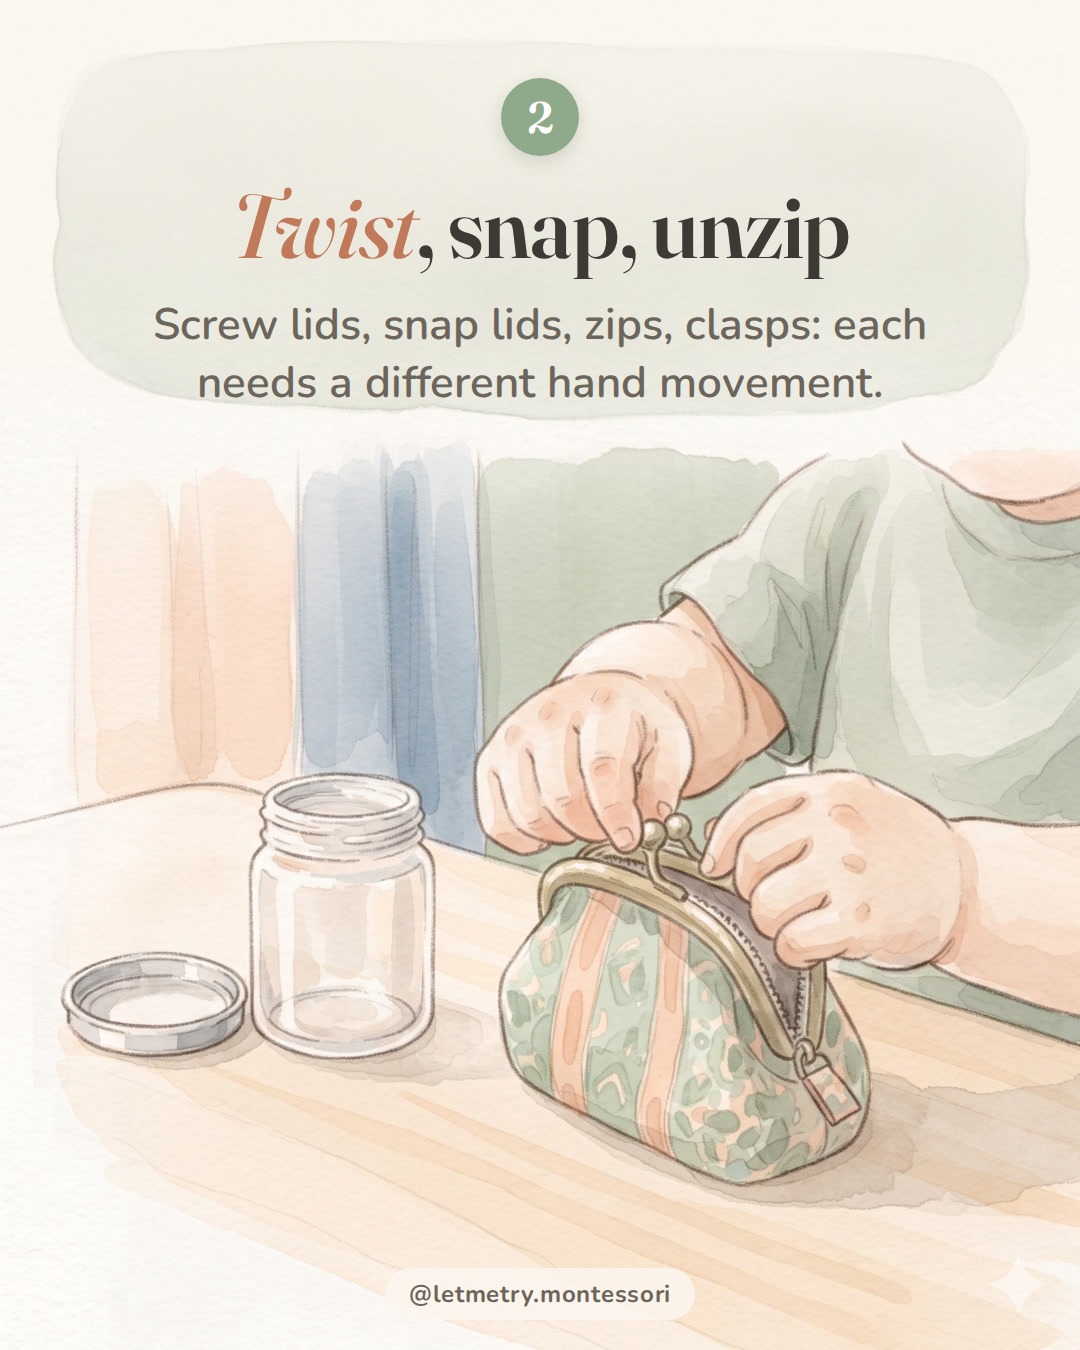 2
Twist, snap, unzip
Screw lids, snap lids, zips, clasps: each
needs a different hand movement.
@letmetry.montessori